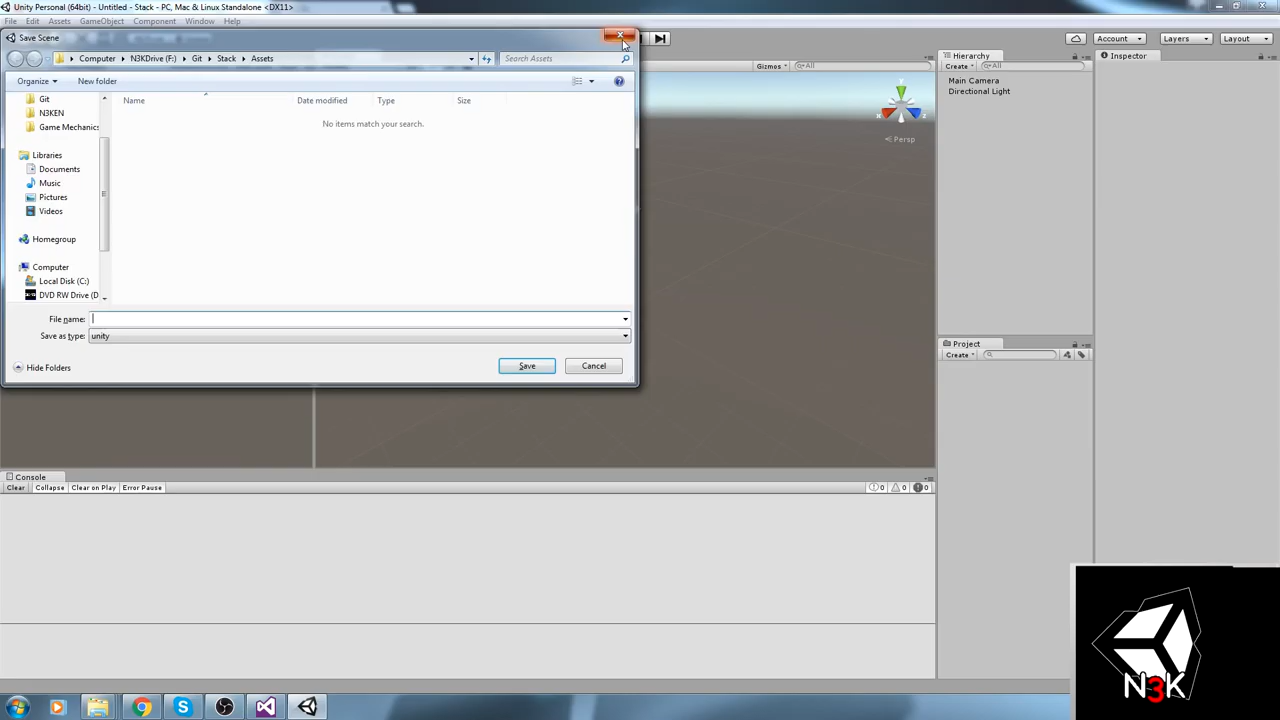 Unity Personal (64bit) - Untitled - Stack - PC, Mac & Linux Standalone <DX11>
File Edit Assets GameObject Component Window Help
Save Scene
Account Layers Layout
Computer N3KDrive (F:) Git Stack Assets Search Assets
Hierarchy Inspector
Gizmos All Create All
Organize New folder
Main Camera
Directional Light
Name Date modified Type Size
Git
N3KEN
Game Mechanics
No items match your search.
Persp
Libraries
Documents
Music
Pictures
Videos
Homegroup
Computer
Local Disk (C:)
DVD RW Drive (D
File name:
Save as type: unity
Project
Create
Hide Folders Save Cancel
Console
Clear Collapse Clear on Play Error Pause 0 0 0
N3K